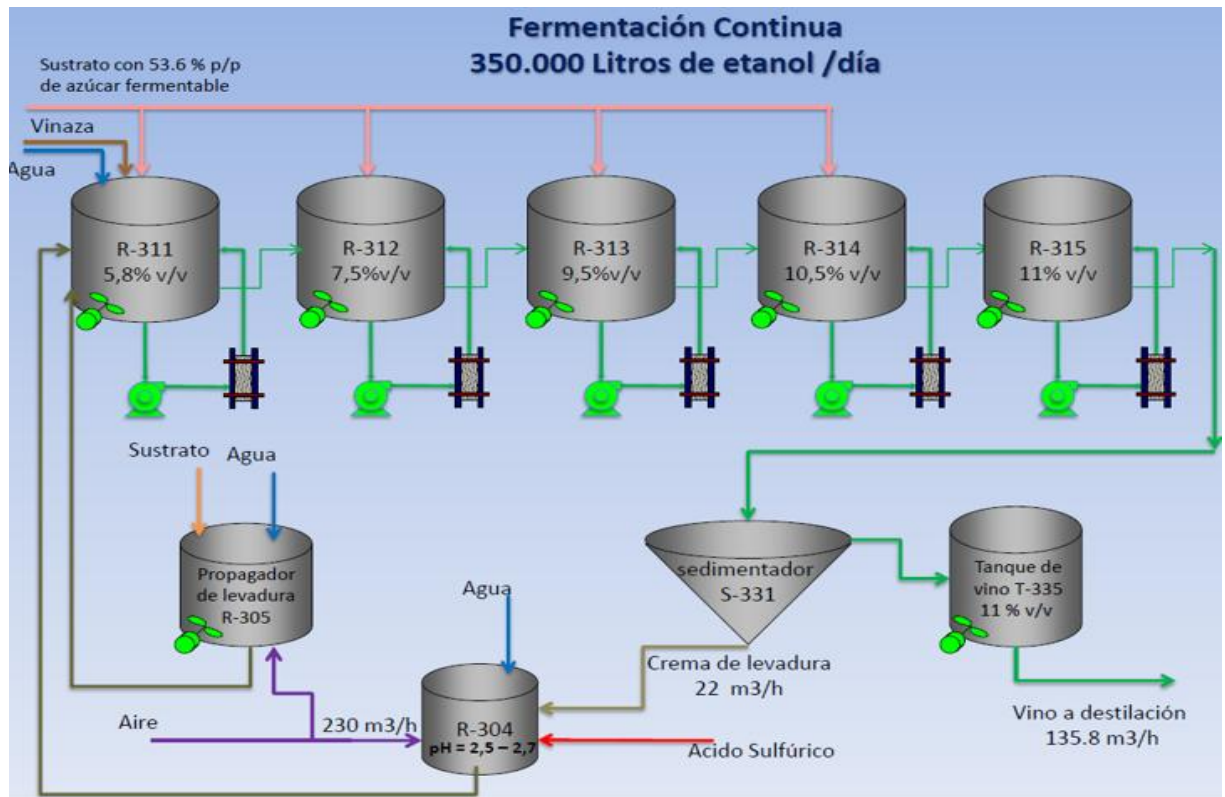 Fermentación Continua
350.000 Litros de etanol /día
Sustrato con 53.6 % p/p
de azúcar fermentable
Vinaza
Agua
R-311
5,8% v/v
R-312
7,5%v/v
R-313
9,5%v/v
R-314
10,5% v/v
R-315
11% v/v
Sustrato
Agua
Propagador
de levadura
R-305
Agua
sedimentador
S-331
Tanque de
vino T-335
11 % v/v
Crema de levadura
22 m3/h
Aire
230 m3/h
R-304
pH = 2,5 – 2,7
Acido Sulfúrico
Vino a destilación
135.8 m3/h